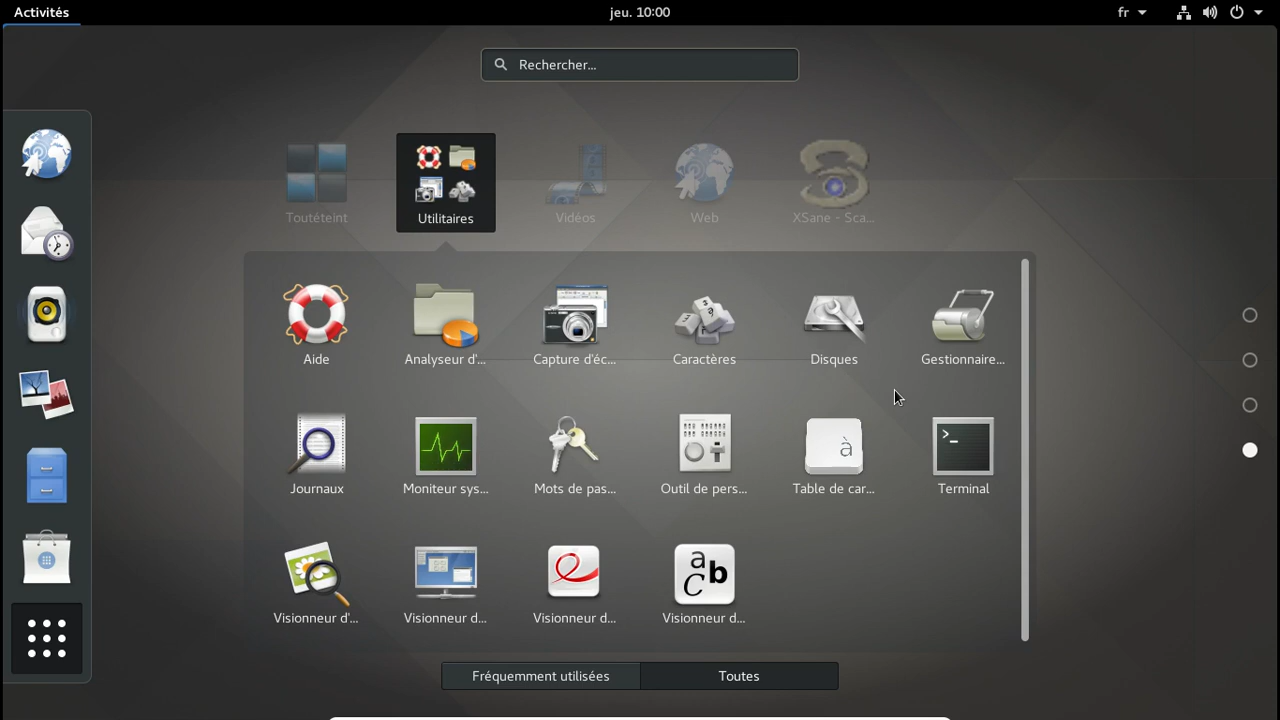 Activités
jeu. 10:00
fr
Rechercher...
Toutéteint
Utilitaires
Vidéos
Web
XSane - Sca...
Aide
Analyseur d'...
Capture d'éc...
Caractères
Disques
Gestionnaire...
Journaux
Moniteur sys...
Mots de pas...
Outil de pers...
Table de car...
Terminal
Visionneur d'...
Visionneur d...
Visionneur d...
Visionneur d...
Fréquemment utilisées
Toutes